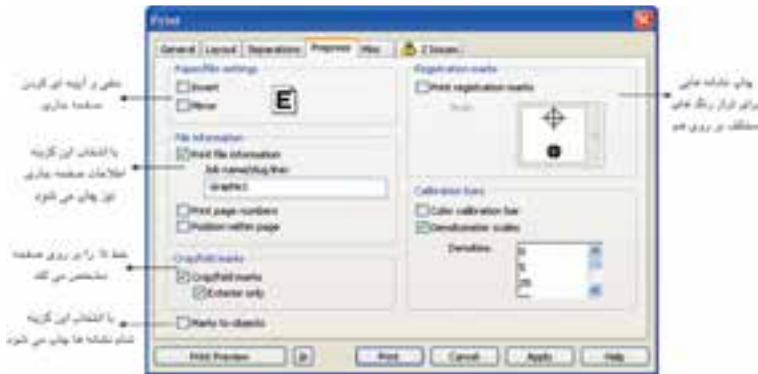 Print
General Layout Separations Prepress Misc 2 Issues
Paper/film settings
Invert
Mirror
E
File information
Print file information
Job name/slug line:
Graphic1
Print page numbers
Position within page
Crop/fold marks
Crop/fold marks
Exterior only
Marks to objects
Registration marks
Print registration marks
Style:
Calibration bars
Color calibration bar
Densitometer scales
Densities:
Print Preview Print Cancel Apply Help
منفی و آیینه ای کردن
صفحه جاری
با انتخاب این گزینه
اطلاعات صفحه جاری
نیز چاپ می شود
خط تا را بر روی صفحه
مشخص می کند
با انتخاب این گزینه
تمام نشانه ها چاپ می شود
چاپ نشانه هایی
برای تراز رنگ های
مختلف بر روی هم